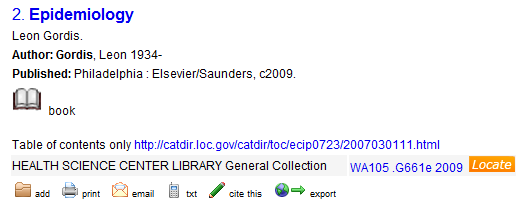 2. Epidemiology
Leon Gordis.
Author: Gordis, Leon 1934-
Published: Philadelphia : Elsevier/Saunders, c2009.
book
Table of contents only http://catdir.loc.gov/catdir/toc/ecip0723/2007030111.html
HEALTH SCIENCE CENTER LIBRARY General Collection WA105 .G661e 2009 Locate
add print email txt cite this export